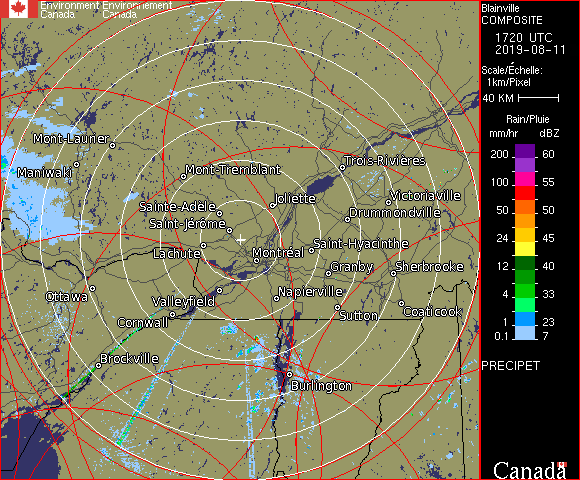 Environment Environnement
Canada Canada
Blainville
COMPOSITE
1720 UTC
2019-08-11
Scale/Échelle:
1km/Pixel
40 KM
Rain/Pluie
mm/hr dBZ
200 60
100 57
75 55
50 50
24 45
12 40
4 33
1 23
0.1 7
PRECIPET
Canada
Mont-Laurier
Maniwaki
Mont-Tremblant
Trois-Rivières
Sainte-Adèle
Joliette
Victoriaville
Saint-Jérôme
Drummondville
Lachute
Montréal
Saint-Hyacinthe
Granby
Sherbrooke
Ottawa
Valleyfield
Napierville
Cornwall
Sutton
Coaticook
Brockville
Burlington